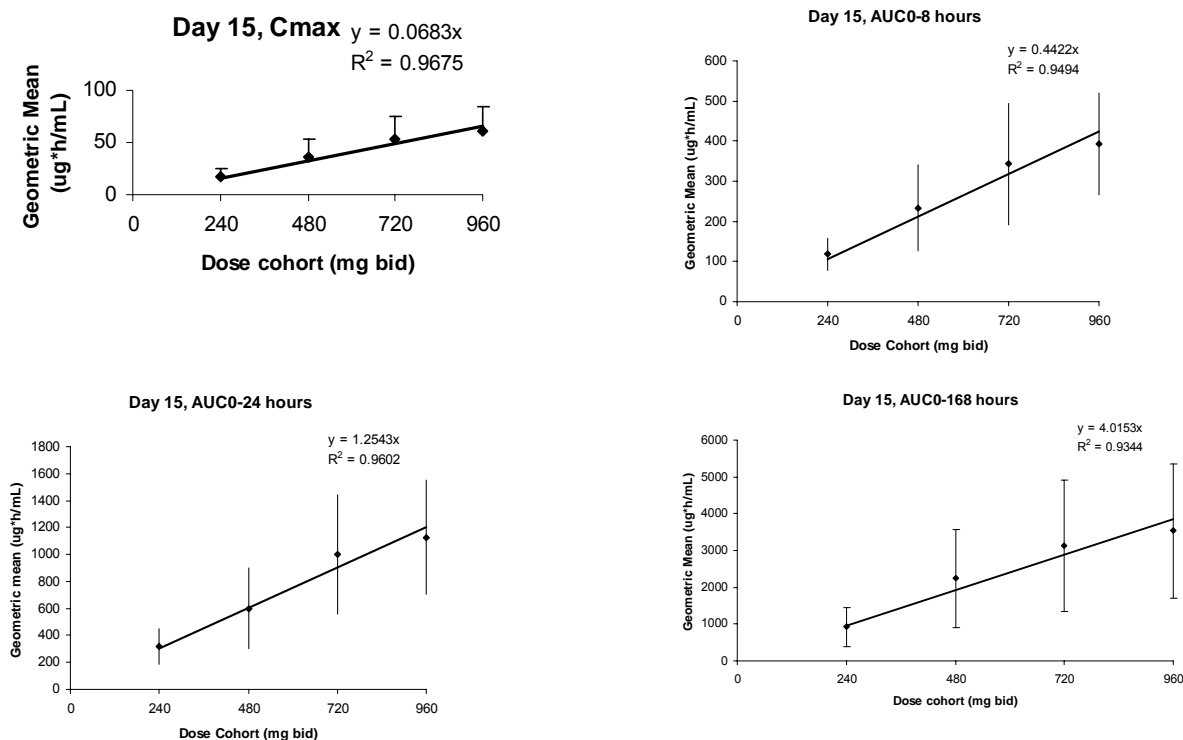 Day 15, Cmax
y = 0.0683x
R² = 0.9675
Geometric Mean
(ug*h/mL)
100
50
0
0 240 480 720 960
Dose cohort (mg bid)
Day 15, AUC0-8 hours
y = 0.4422x
R² = 0.9494
Geometric Mean (ug*h/mL)
600
500
400
300
200
100
0
0 240 480 720 960
Dose Cohort (mg bid)
Day 15, AUC0-24 hours
y = 1.2543x
R² = 0.9602
Geometric mean (ug*h/mL)
1800
1600
1400
1200
1000
800
600
400
200
0
0 240 480 720 960
Dose Cohort (mg bid)
Day 15, AUC0-168 hours
y = 4.0153x
R² = 0.9344
Geometric Mean (ug*h/mL)
6000
5000
4000
3000
2000
1000
0
0 240 480 720 960
Dose Cohort (mg bid)